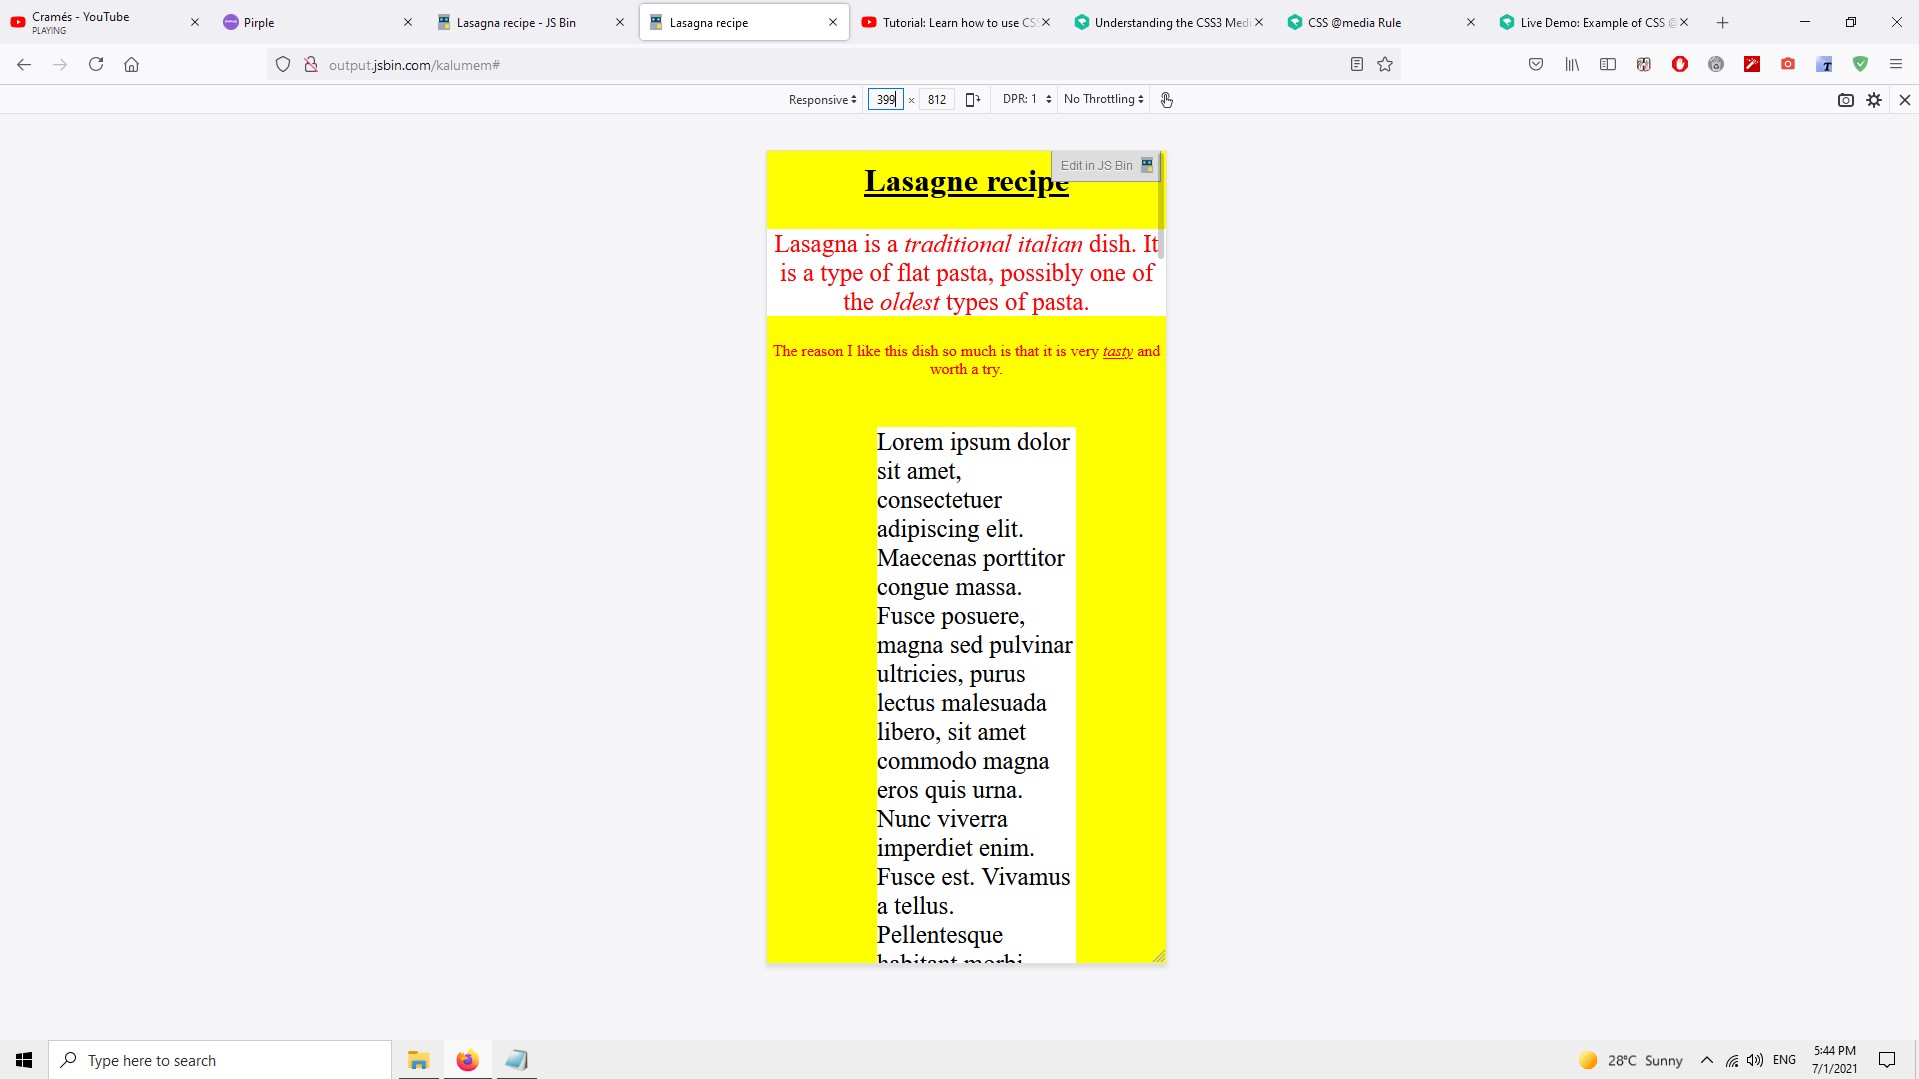 Cramés - YouTube
PLAYING
Pirple
Lasagna recipe - JS Bin
Lasagna recipe
Tutorial: Learn how to use CS
Understanding the CSS3 Medi
CSS @media Rule
Live Demo: Example of CSS @
output.jsbin.com/kalumem#
Responsive
399
×
812
DPR: 1
No Throttling
Edit in JS Bin
Lasagne recipe
Lasagna is a traditional italian dish. It
is a type of flat pasta, possibly one of
the oldest types of pasta.
The reason I like this dish so much is that it is very tasty and
worth a try.
Lorem ipsum dolor
sit amet,
consectetuer
adipiscing elit.
Maecenas porttitor
congue massa.
Fusce posuere,
magna sed pulvinar
ultricies, purus
lectus malesuada
libero, sit amet
commodo magna
eros quis urna.
Nunc viverra
imperdiet enim.
Fusce est. Vivamus
a tellus.
Pellentesque
habitant morbi
Type here to search
28°C Sunny
ENG
5:44 PM
7/1/2021